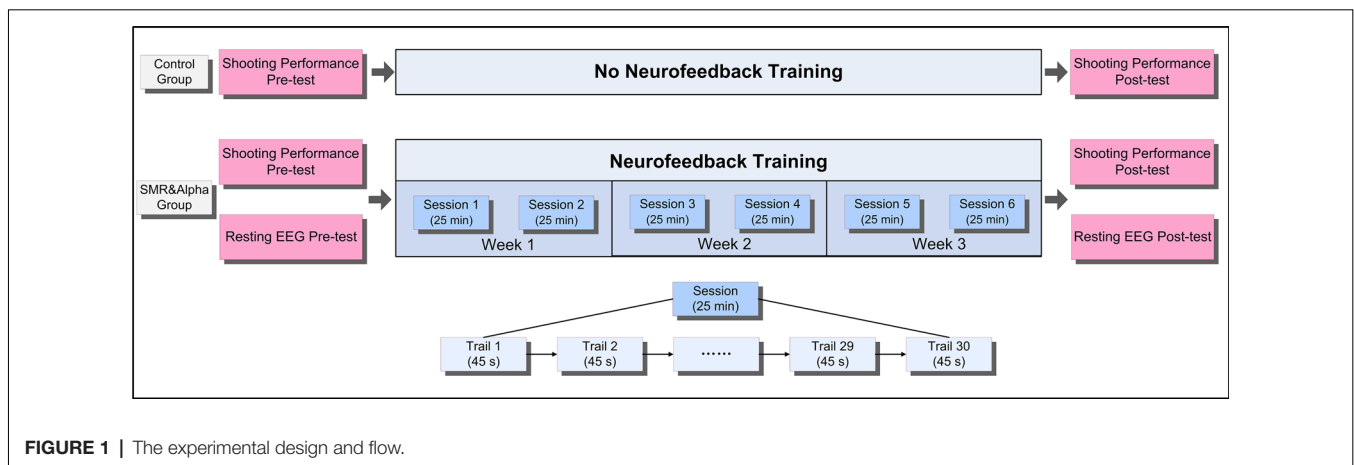 Control
Group
Shooting Performance
Pre-test
No Neurofeedback Training
Shooting Performance
Post-test
SMR&Alpha
Group
Shooting Performance
Pre-test
Resting EEG Pre-test
Neurofeedback Training
Session 1
(25 min)
Session 2
(25 min)
Week 1
Session 3
(25 min)
Session 4
(25 min)
Week 2
Session 5
(25 min)
Session 6
(25 min)
Week 3
Shooting Performance
Post-test
Resting EEG Post-test
Session
(25 min)
Trail 1
(45 s)
Trail 2
(45 s)
......
Trail 29
(45 s)
Trail 30
(45 s)
FIGURE 1 | The experimental design and flow.